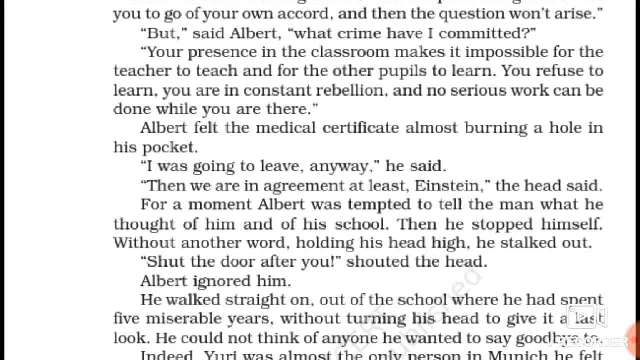 you to go of your own accord, and then the question won't arise."
"But," said Albert, "what crime have I committed?"
"Your presence in the classroom makes it impossible for the
teacher to teach and for the other pupils to learn. You refuse to
learn, you are in constant rebellion, and no serious work can be
done while you are there."
Albert felt the medical certificate almost burning a hole in
his pocket.
"I was going to leave, anyway," he said.
"Then we are in agreement at least, Einstein," the head said.
For a moment Albert was tempted to tell the man what he
thought of him and of his school. Then he stopped himself.
Without another word, holding his head high, he stalked out.
"Shut the door after you!" shouted the head.
Albert ignored him.
He walked straight on, out of the school where he had spent
five miserable years, without turning his head to give it a last
look. He could not think of anyone he wanted to say goodbye to.
Indeed, Yuri was almost the only person in Munich he felt